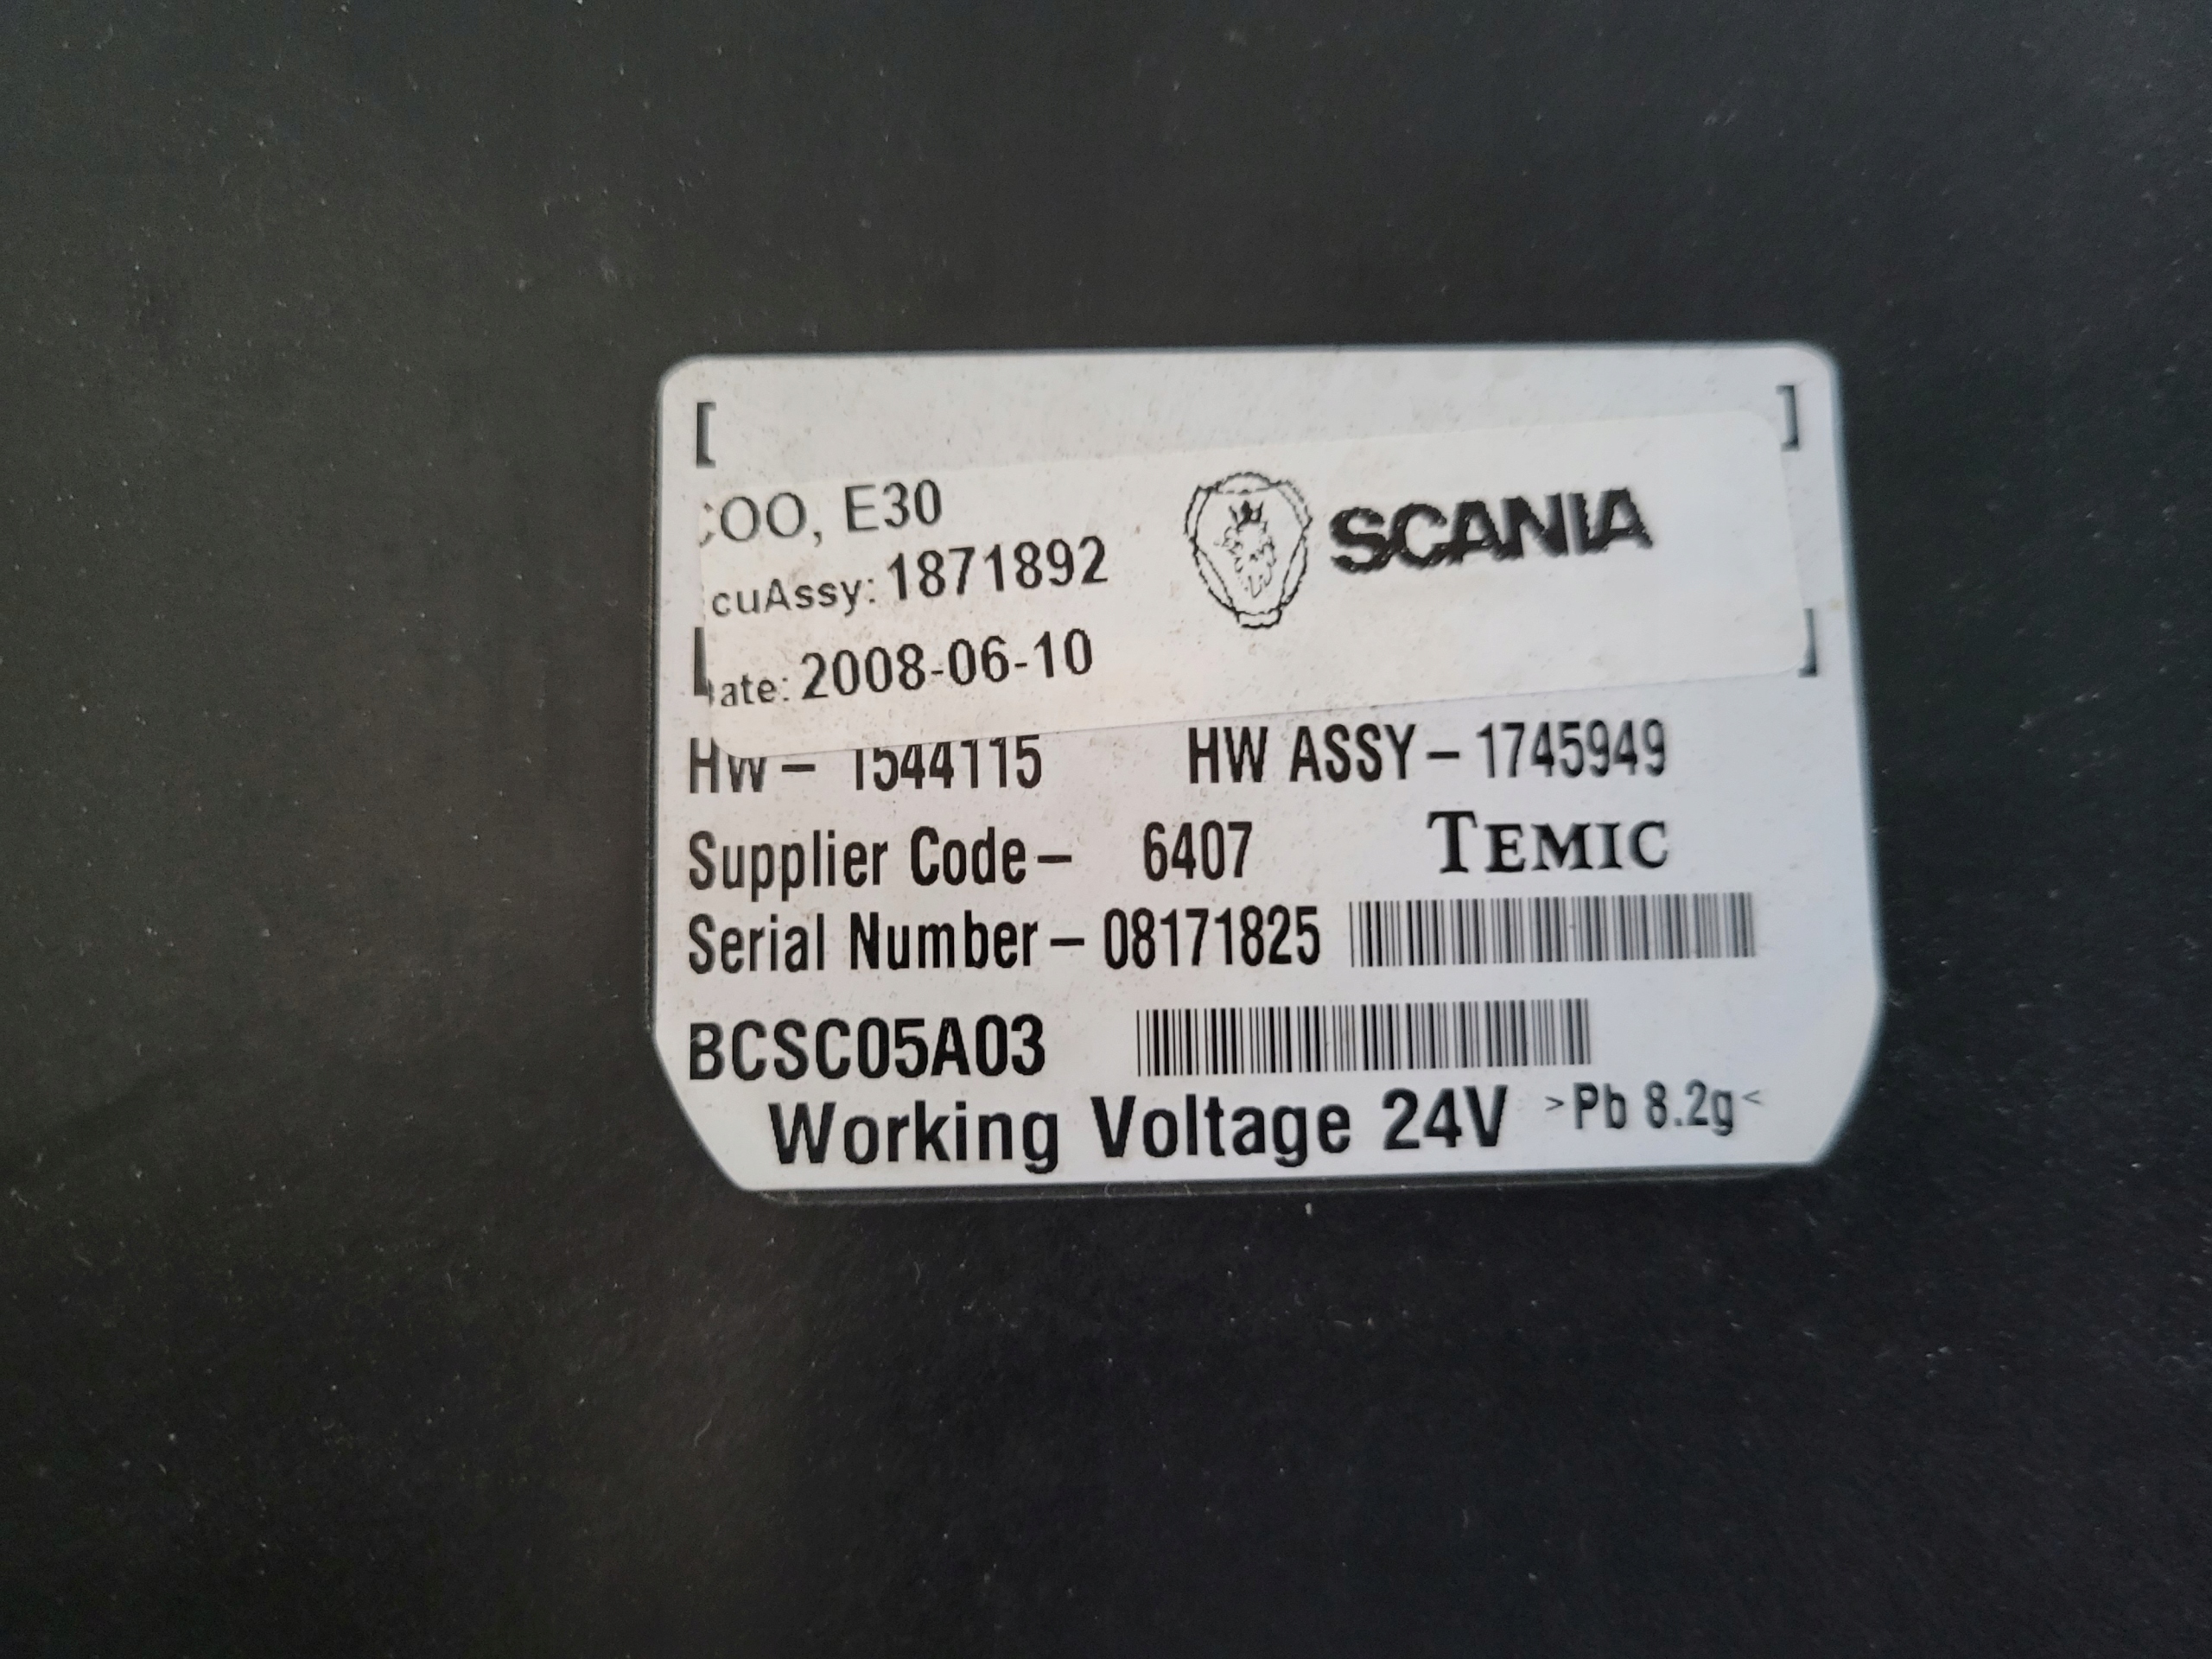 [ ]
COO, E30
SCANIA
cuAssy: 1871892
ate: 2008-06-10
]
HW – 1544115 HW ASSY – 1745949
Supplier Code – 6407 TEMIC
Serial Number – 08171825
BCSC05A03
Working Voltage 24V >Pb 8.2g<